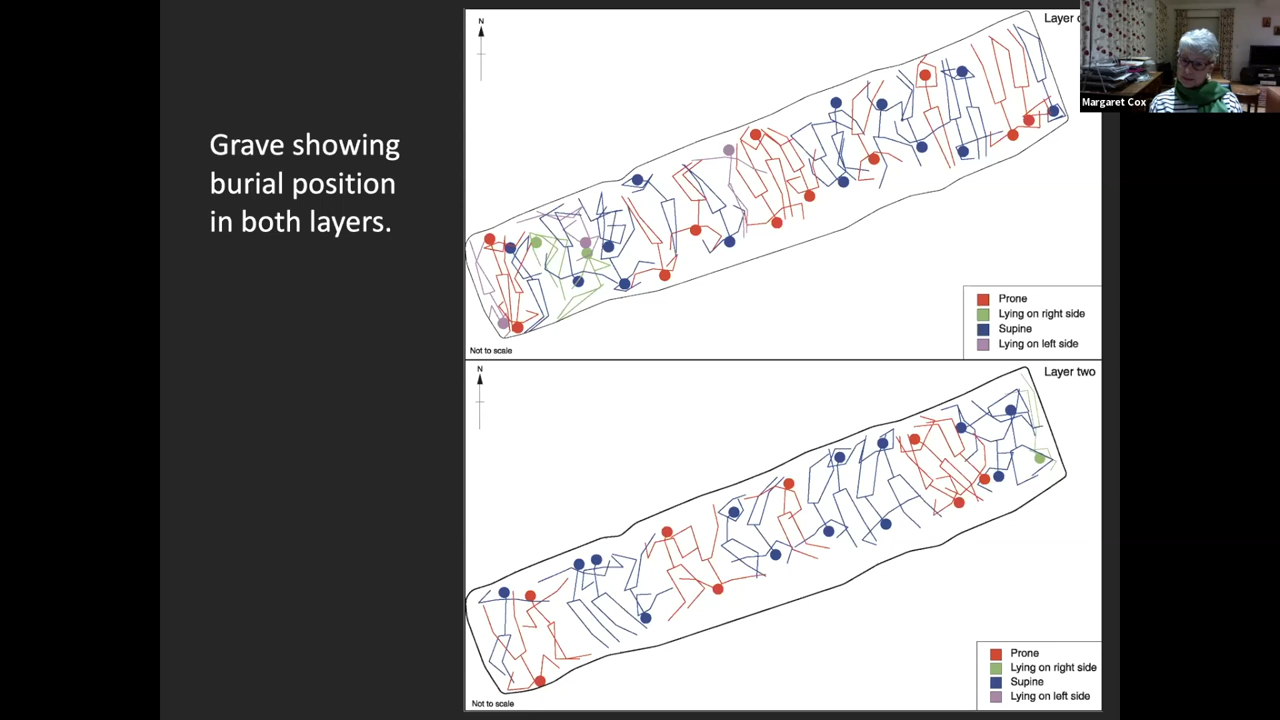 Grave showing
burial position
in both layers.
N
Layer
Margaret Cox
Prone
Lying on right side
Supine
Lying on left side
Not to scale
N
Layer two
Prone
Lying on right side
Supine
Lying on left side
Not to scale